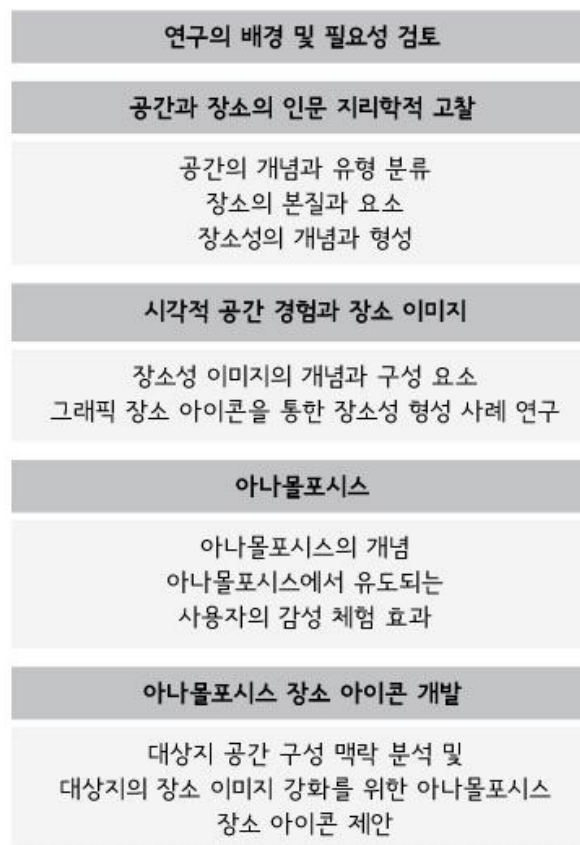 연구의 배경 및 필요성 검토
공간과 장소의 인문 지리학적 고찰
공간의 개념과 유형 분류
장소의 본질과 요소
장소성의 개념과 형성
시각적 공간 경험과 장소 이미지
장소성 이미지의 개념과 구성 요소
그래픽 장소 아이콘을 통한 장소성 형성 사례 연구
아나몰포시스
아나몰포시스의 개념
아나몰포시스에서 유도되는
사용자의 감성 체험 효과
아나몰포시스 장소 아이콘 개발
대상지 공간 구성 맥락 분석 및
대상지의 장소 이미지 강화를 위한 아나몰포시스
장소 아이콘 제안